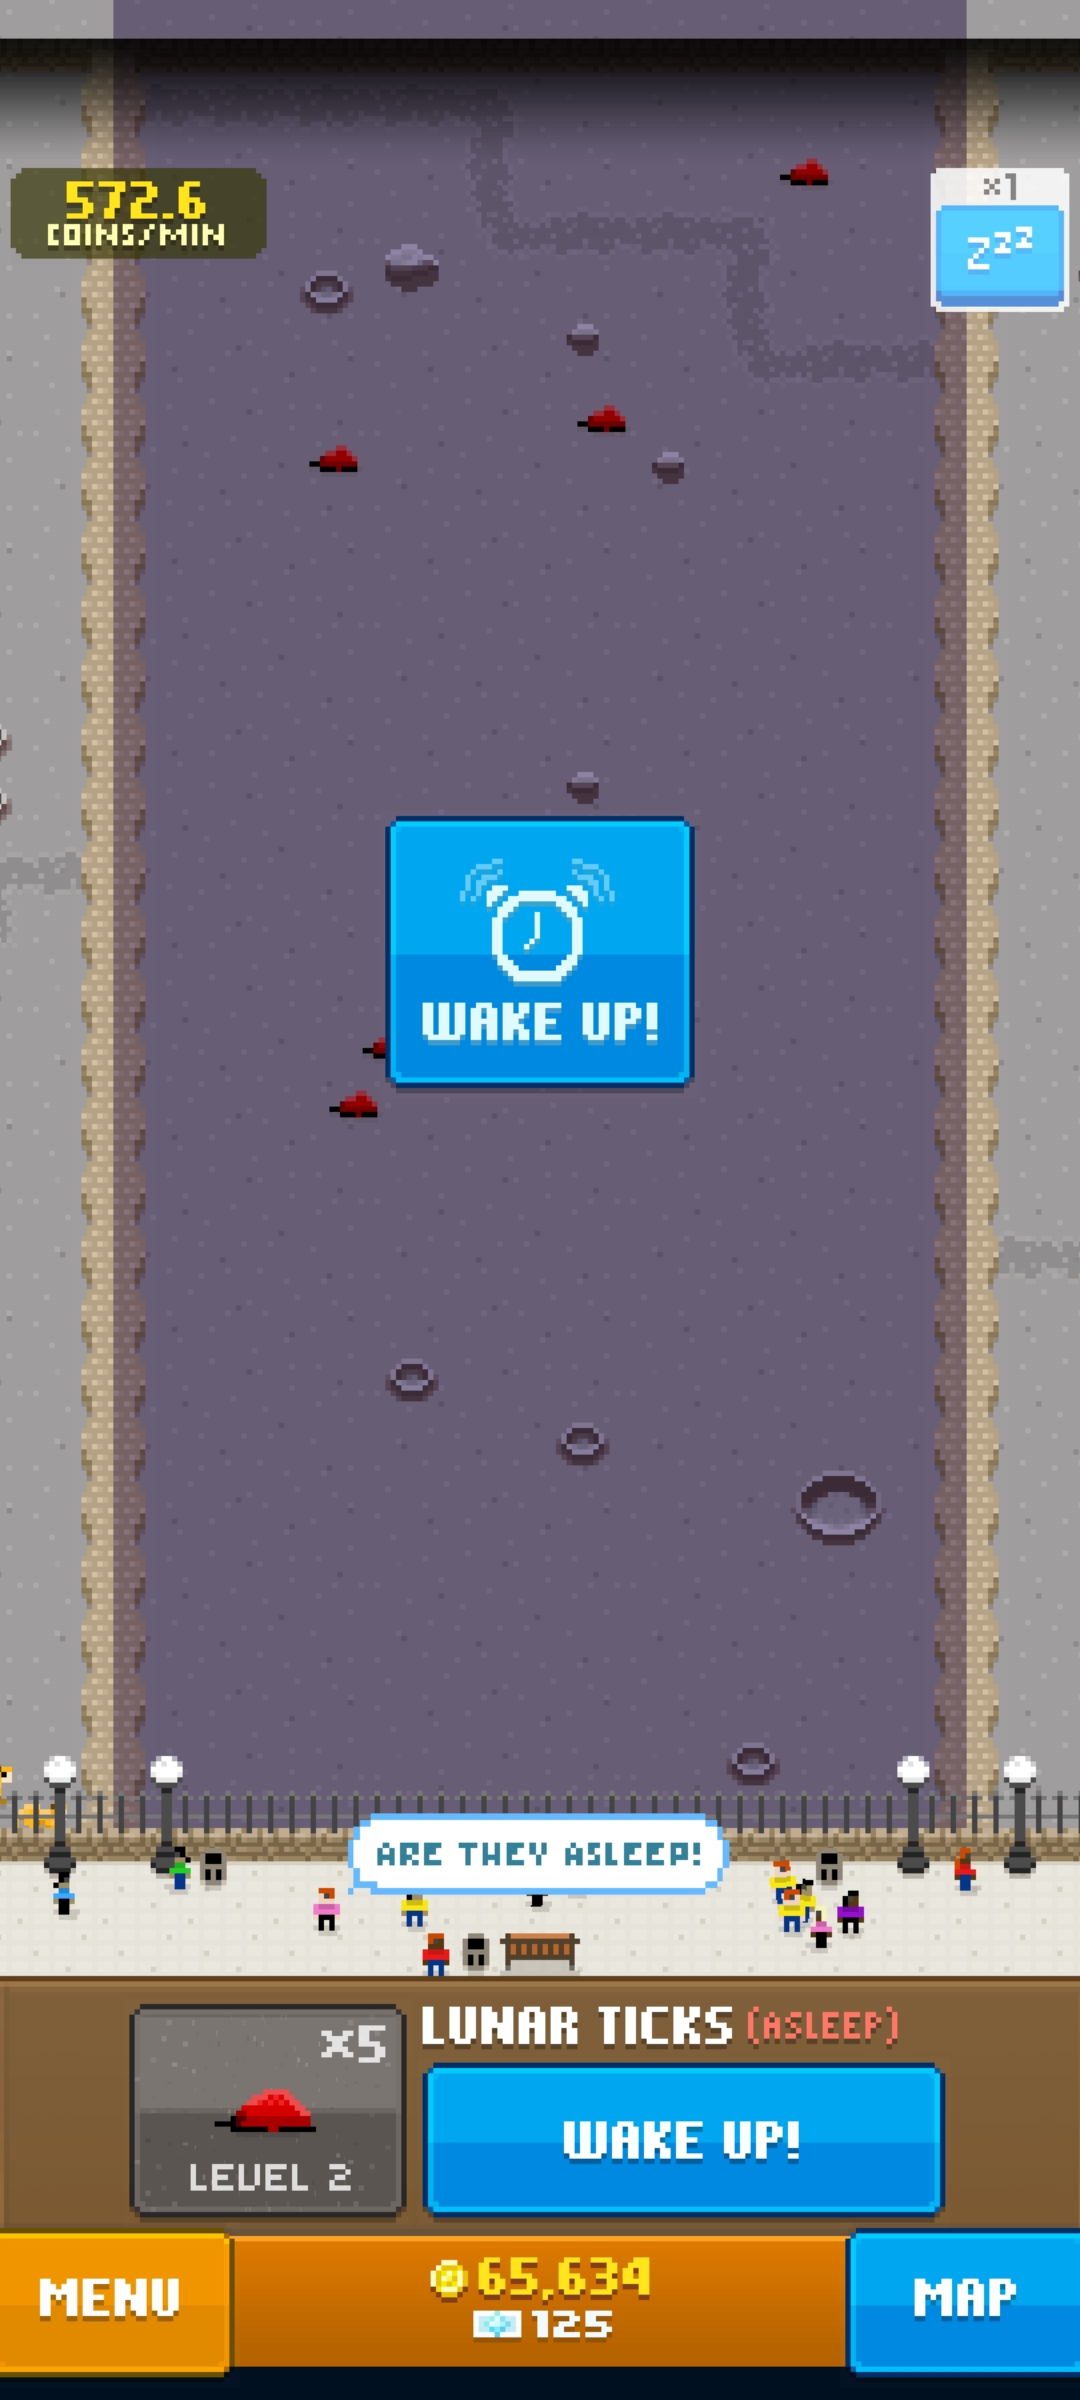 572.6
COINS/MIN
x1
zzz
WAKE UP!
ARE THEY ASLEEP!
x5
LUNAR TICKS (ASLEEP)
WAKE UP!
LEVEL 2
MENU
65,634
125
MAP